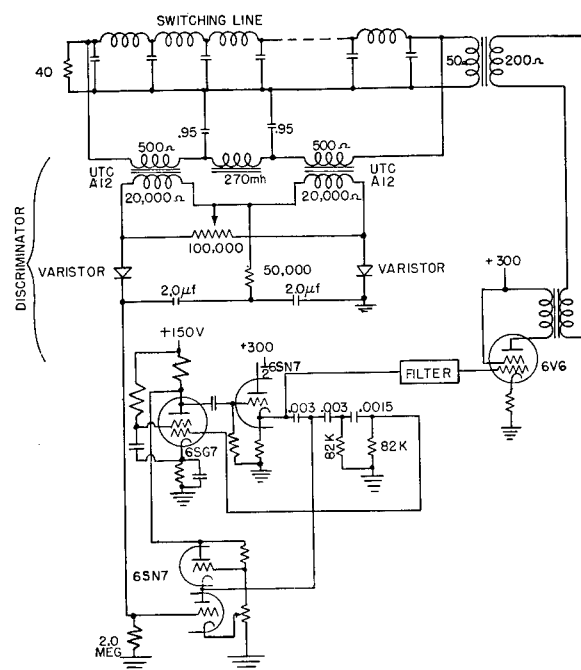 SWITCHING LINE
40
50Ω
200Ω
.95
.95
500Ω
500Ω
UTC
A12
270mh
UTC
A12
20,000Ω
20,000Ω
100,000
DISCRIMINATOR
VARISTOR
50,000
VARISTOR
2.0µf
2.0µf
+300
+150V
+300
½6SN7
6V6
FILTER
.003
.003
.0015
6SG7
82K
82K
6SN7
2.0
MEG